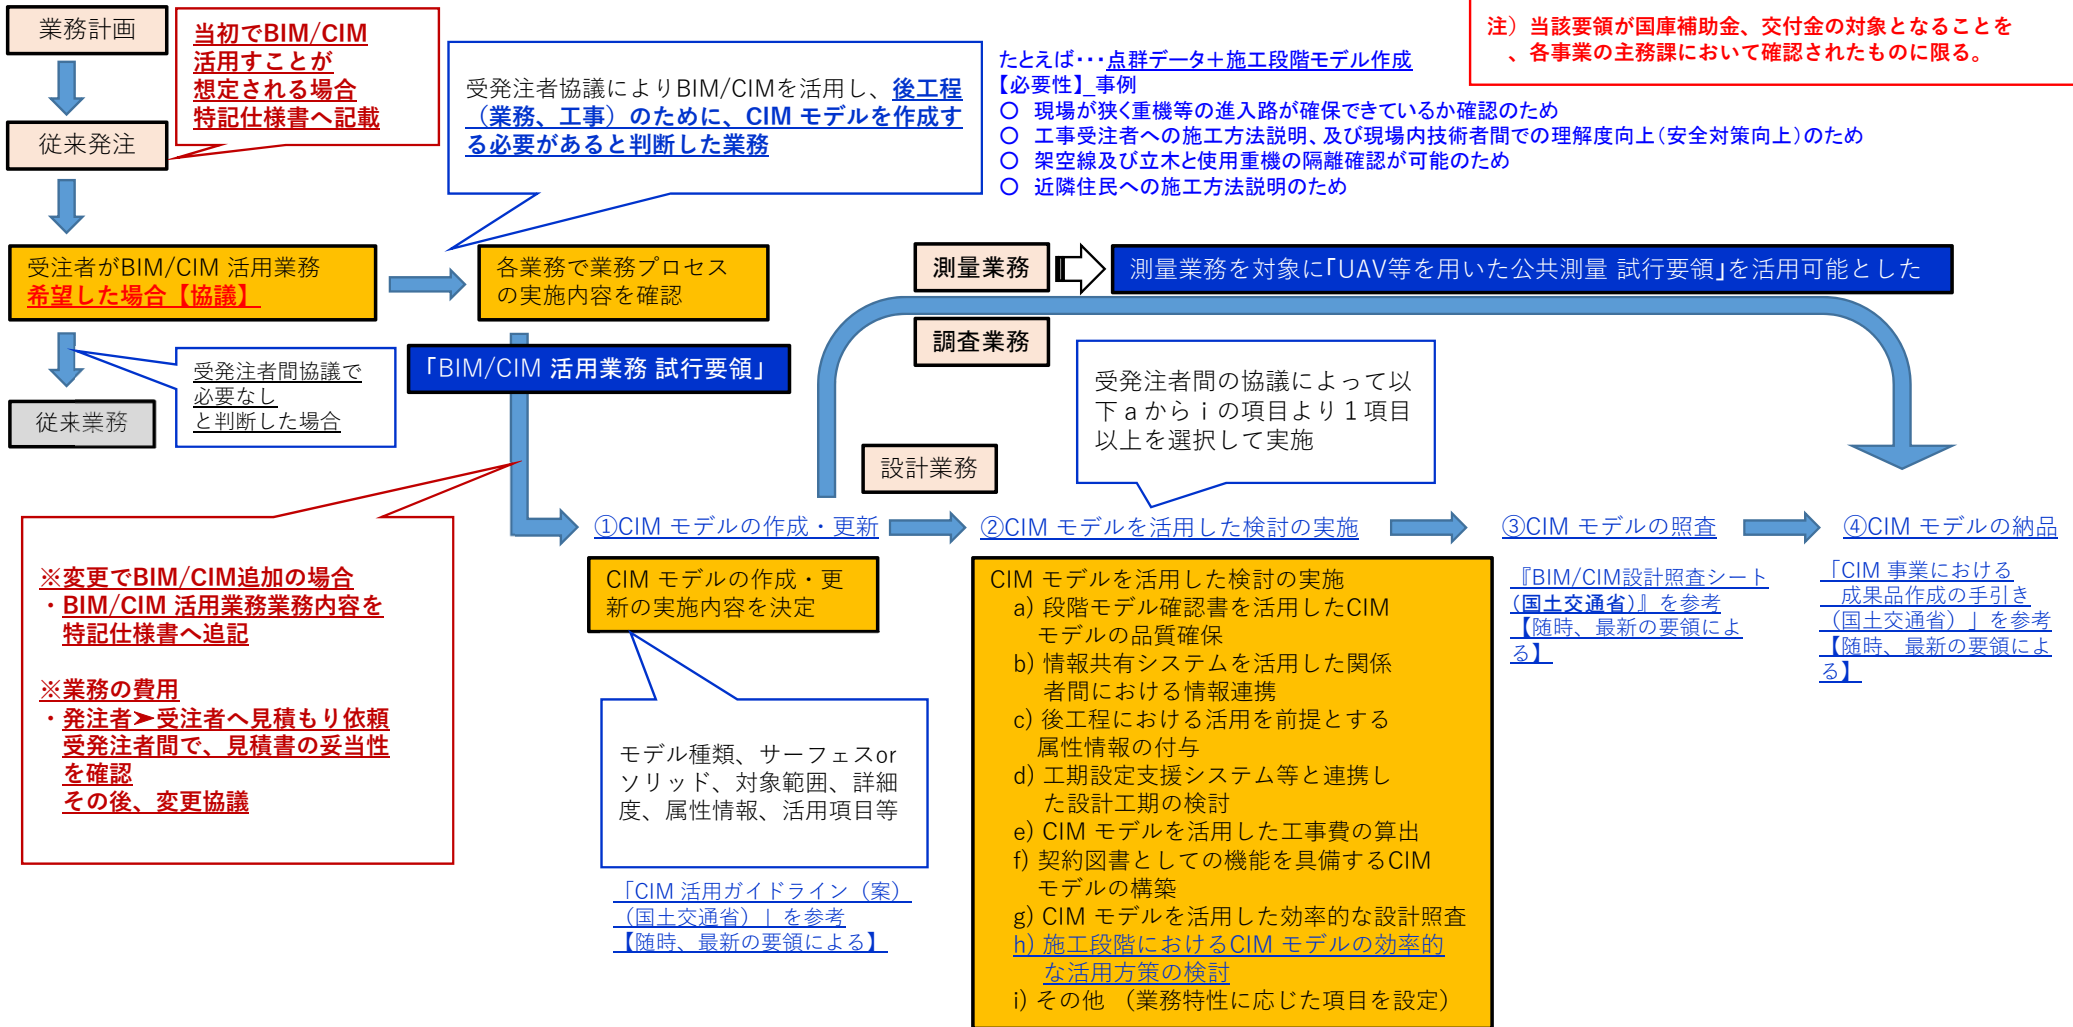 業務計画
当初でBIM/CIM
活用すことが
想定される場合
特記仕様書へ記載
従来発注
受発注者協議によりBIM/CIMを活用し、後工程
（業務、工事）のために、CIM モデルを作成す
る必要があると判断した業務
たとえば・・・点群データ＋施工段階モデル作成
【必要性】_事例
〇 現場が狭く重機等の進入路が確保できているか確認のため
〇 工事受注者への施工方法説明、及び現場内技術者間での理解度向上（安全対策向上）のため
〇 架空線及び立木と使用重機の隔離確認が可能のため
〇 近隣住民への施工方法説明のため
注）当該要領が国庫補助金、交付金の対象となることを
、各事業の主務課において確認されたものに限る。
受注者がBIM/CIM 活用業務
希望した場合【協議】
各業務で業務プロセス
の実施内容を確認
測量業務
測量業務を対象に「UAV等を用いた公共測量 試行要領」を活用可能とした
調査業務
受発注者間協議で
必要なし
と判断した場合
従来業務
「BIM/CIM 活用業務 試行要領」
受発注者間の協議によって以
下 a から i の項目より１項目
以上を選択して実施
設計業務
①CIM モデルの作成・更新
②CIM モデルを活用した検討の実施
③CIM モデルの照査
④CIM モデルの納品
※変更でBIM/CIM追加の場合
・BIM/CIM 活用業務業務内容を
特記仕様書へ追記
※業務の費用
・発注者➤受注者へ見積もり依頼
受発注者間で、見積書の妥当性
を確認
その後、変更協議
CIM モデルの作成・更
新の実施内容を決定
モデル種類、サーフェスor
ソリッド、対象範囲、詳細
度、属性情報、活用項目等
「CIM 活用ガイドライン（案）
（国土交通省）」を参考
【随時、最新の要領による】
CIM モデルを活用した検討の実施
a) 段階モデル確認書を活用したCIM
モデルの品質確保
b) 情報共有システムを活用した関係
者間における情報連携
c) 後工程における活用を前提とする
属性情報の付与
d) 工期設定支援システム等と連携し
た設計工期の検討
e) CIM モデルを活用した工事費の算出
f) 契約図書としての機能を具備するCIM
モデルの構築
g) CIM モデルを活用した効率的な設計照査
h) 施工段階におけるCIM モデルの効率的
な活用方策の検討
i) その他 （業務特性に応じた項目を設定）
『BIM/CIM設計照査シート
(国土交通省)』を参考
【随時、最新の要領によ
る】
「CIM 事業における
成果品作成の手引き
（国土交通省）」を参考
【随時、最新の要領によ
る】